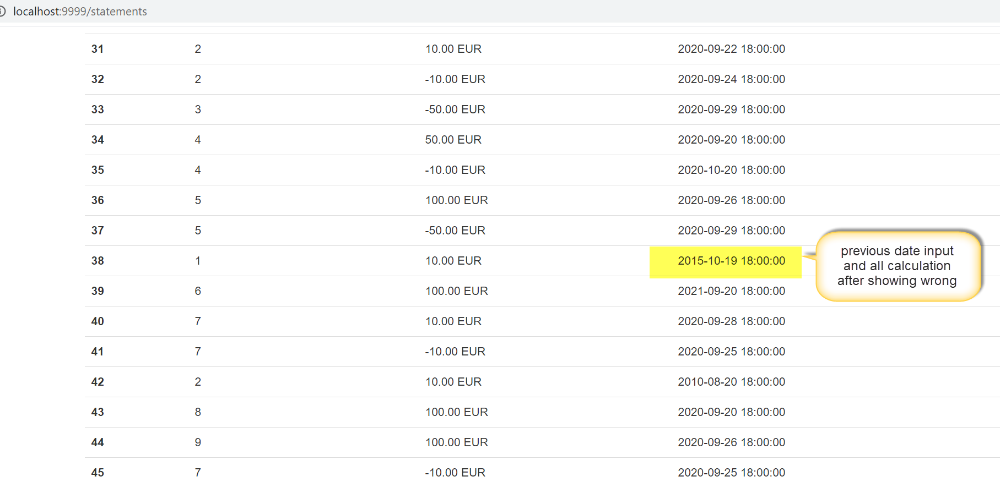 localhost:9999/statements
31 2 10.00 EUR 2020-09-22 18:00:00
32 2 -10.00 EUR 2020-09-24 18:00:00
33 3 -50.00 EUR 2020-09-29 18:00:00
34 4 50.00 EUR 2020-09-20 18:00:00
35 4 -10.00 EUR 2020-10-20 18:00:00
36 5 100.00 EUR 2020-09-26 18:00:00
37 5 -50.00 EUR 2020-09-29 18:00:00
38 1 10.00 EUR 2015-10-19 18:00:00
previous date input
and all calculation
after showing wrong
39 6 100.00 EUR 2021-09-20 18:00:00
40 7 10.00 EUR 2020-09-28 18:00:00
41 7 -10.00 EUR 2020-09-25 18:00:00
42 2 10.00 EUR 2010-08-20 18:00:00
43 8 100.00 EUR 2020-09-20 18:00:00
44 9 100.00 EUR 2020-09-26 18:00:00
45 7 -10.00 EUR 2020-09-25 18:00:00